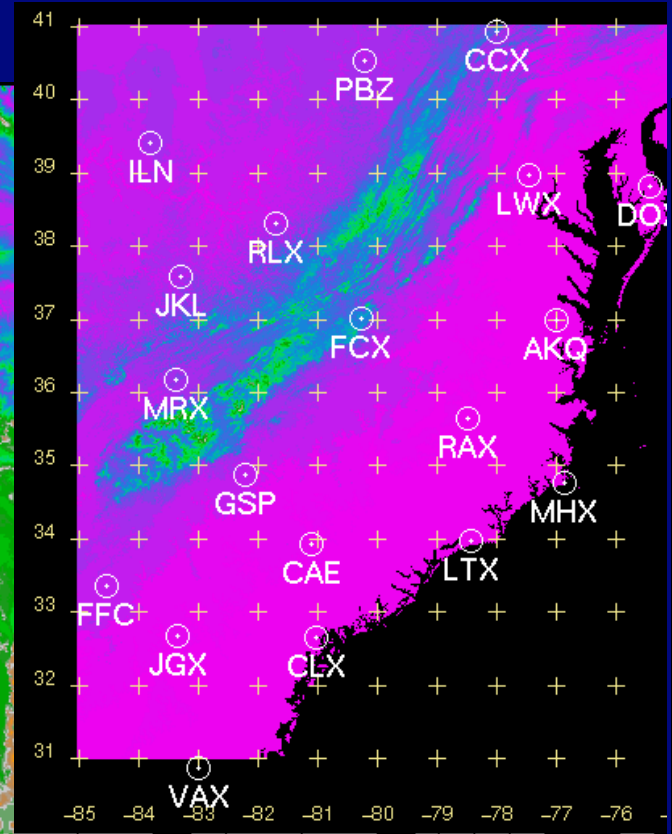 41
CCX
PBZ
40
39
ILN
LWX
DOX
38
RLX
JKL
37
FCX
AKQ
36
MRX
RAX
35
GSP
MHX
34
CAE
LTX
FFC
33
JGX
CLX
32
31
VAX
-85 -84 -83 -82 -81 -80 -79 -78 -77 -76